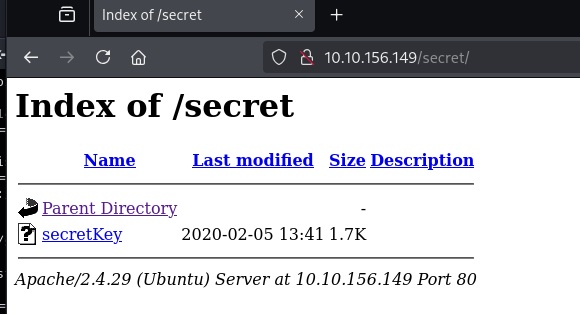 Index of /secret
10.10.156.149/secret/
Index of /secret
Name Last modified Size Description
Parent Directory -
secretKey 2020-02-05 13:41 1.7K
Apache/2.4.29 (Ubuntu) Server at 10.10.156.149 Port 80